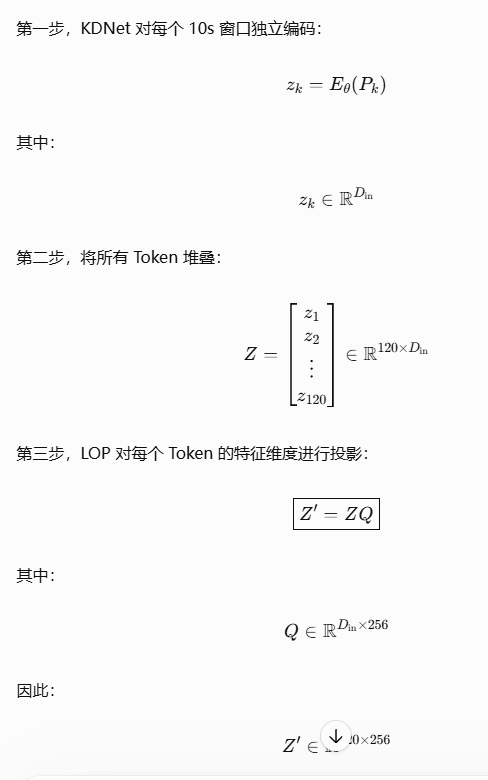 第一步，KDNet 对每个 10s 窗口独立编码：
z_k = E_θ(P_k)
其中：
z_k ∈ ℝ^{D_in}
第二步，将所有 Token 堆叠：
Z = [z_1 z_2 ⋮ z_120] ∈ ℝ^{120×D_in}
第三步，LOP 对每个 Token 的特征维度进行投影：
Z′ = ZQ
其中：
Q ∈ ℝ^{D_in×256}
因此：
Z′ ∈ 20×256